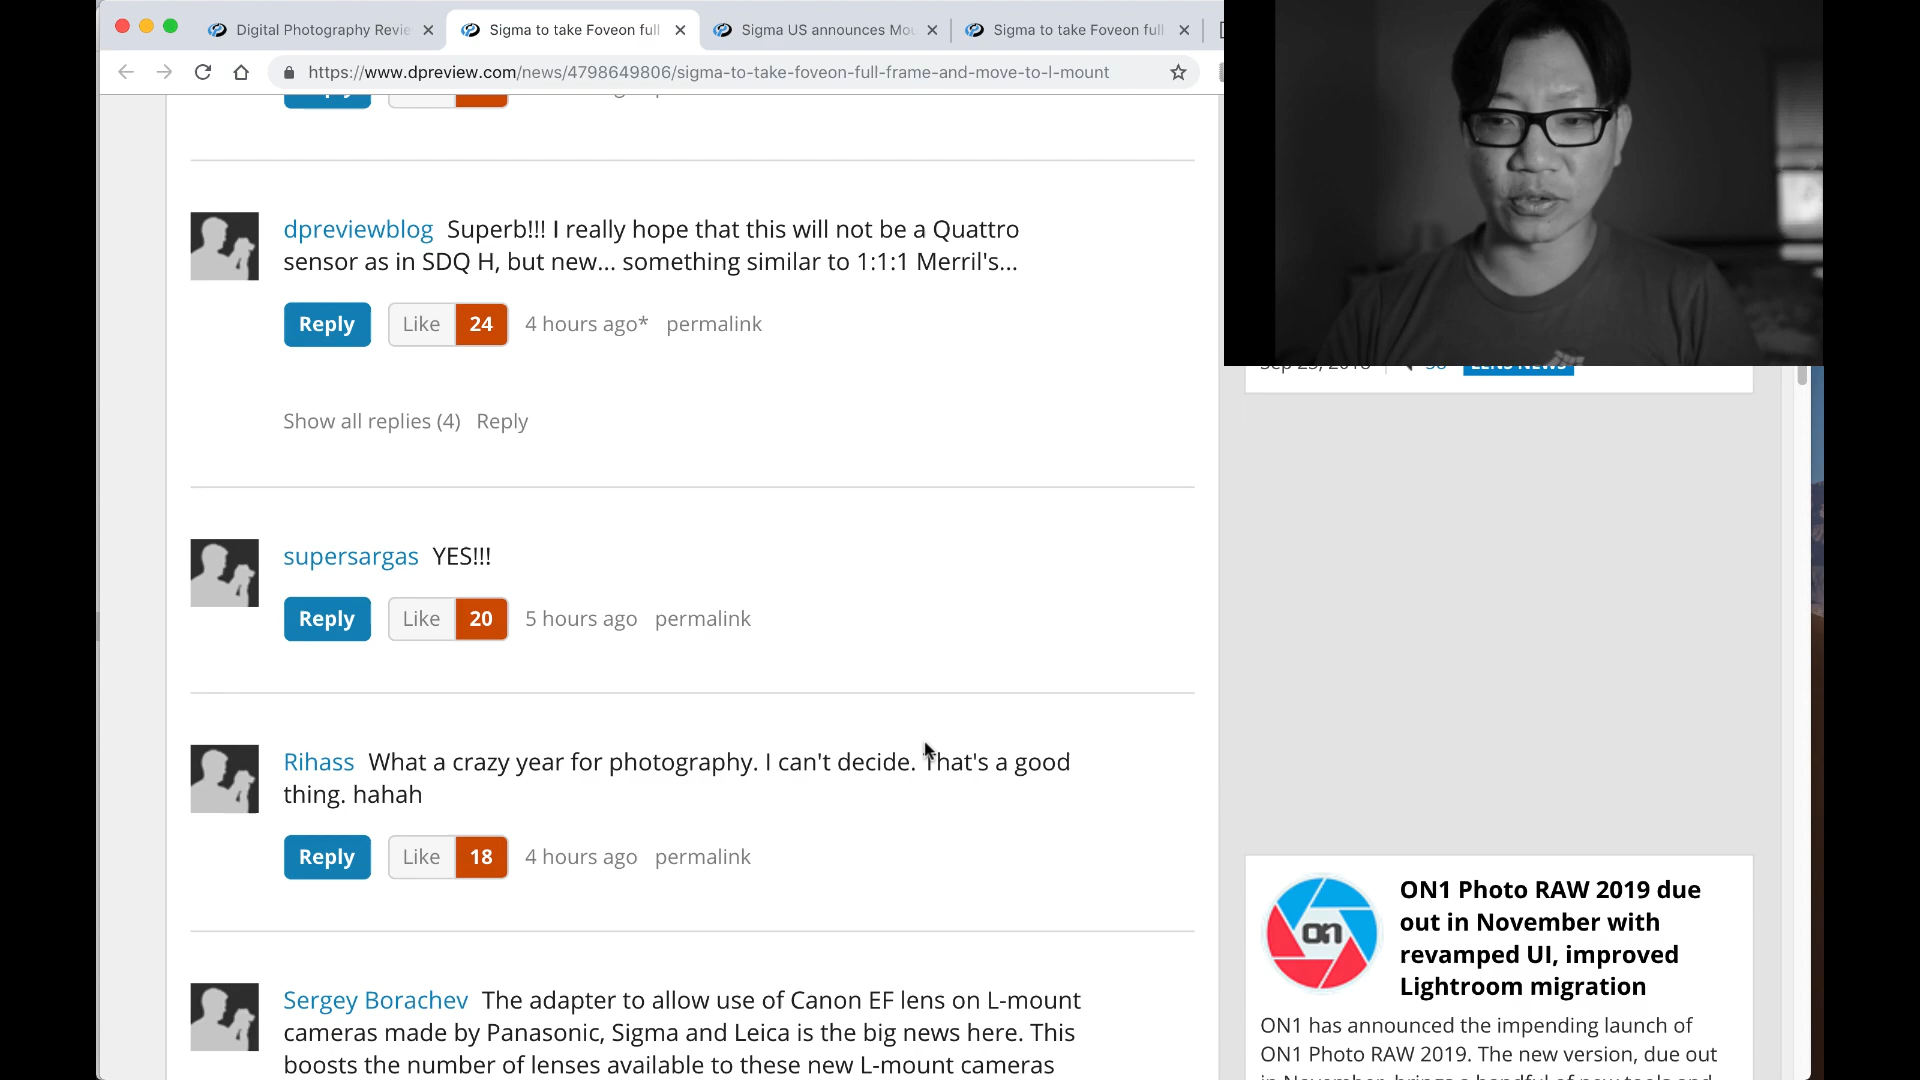 Digital Photography Revie
Sigma to take Foveon full
Sigma US announces Mou
Sigma to take Foveon full
https://www.dpreview.com/news/4798649806/sigma-to-take-foveon-full-frame-and-move-to-l-mount
dpreviewblog Superb!!! I really hope that this will not be a Quattro
sensor as in SDQ H, but new... something similar to 1:1:1 Merril's...
Reply Like 24 4 hours ago* permalink
Show all replies (4) Reply
supersargas YES!!!
Reply Like 20 5 hours ago permalink
Rihass What a crazy year for photography. I can't decide. That's a good
thing. hahah
Reply Like 18 4 hours ago permalink
Sergey Borachev The adapter to allow use of Canon EF lens on L-mount
cameras made by Panasonic, Sigma and Leica is the big news here. This
boosts the number of lenses available to these new L-mount cameras
LENS NEWS
ON1
ON1 Photo RAW 2019 due
out in November with
revamped UI, improved
Lightroom migration
ON1 has announced the impending launch of
ON1 Photo RAW 2019. The new version, due out